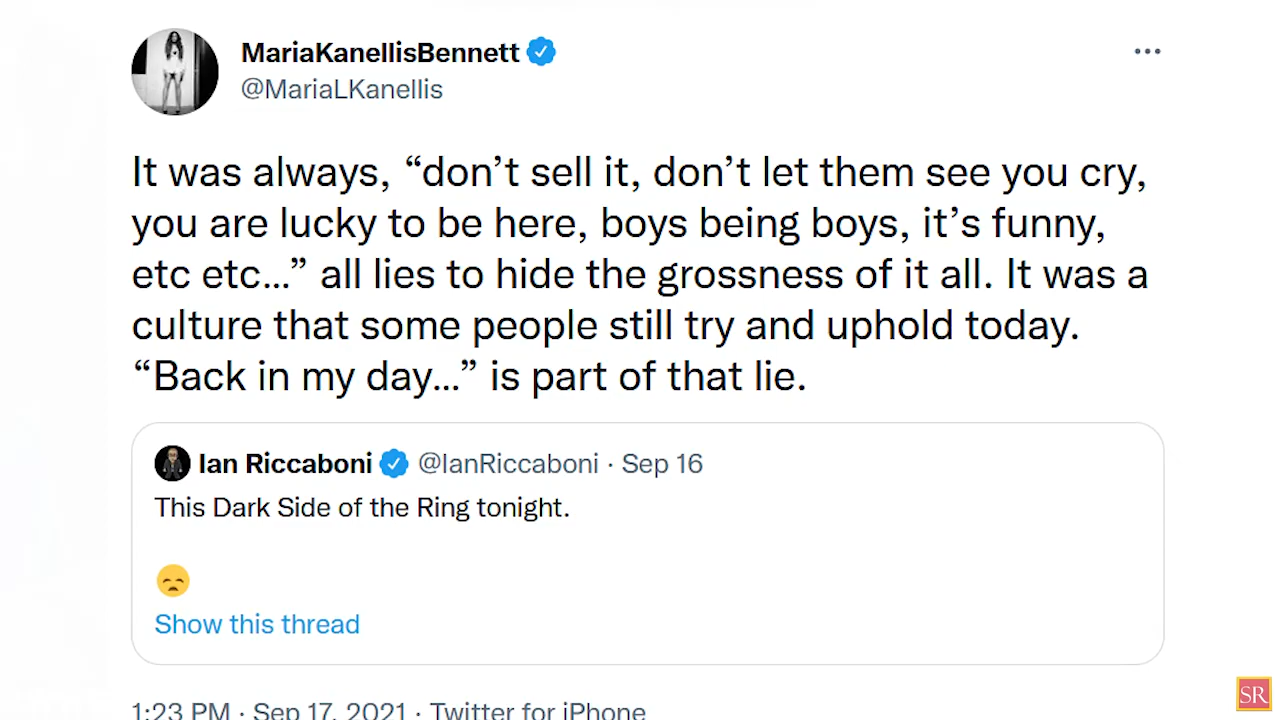 MariaKanellisBennett
@MariaLKanellis
It was always, “don’t sell it, don’t let them see you cry,
you are lucky to be here, boys being boys, it’s funny,
etc etc...” all lies to hide the grossness of it all. It was a
culture that some people still try and uphold today.
“Back in my day...” is part of that lie.
Ian Riccaboni @IanRiccaboni · Sep 16
This Dark Side of the Ring tonight.
😞
Show this thread
1:23 PM · Sep 17, 2021 · Twitter for iPhone
SR